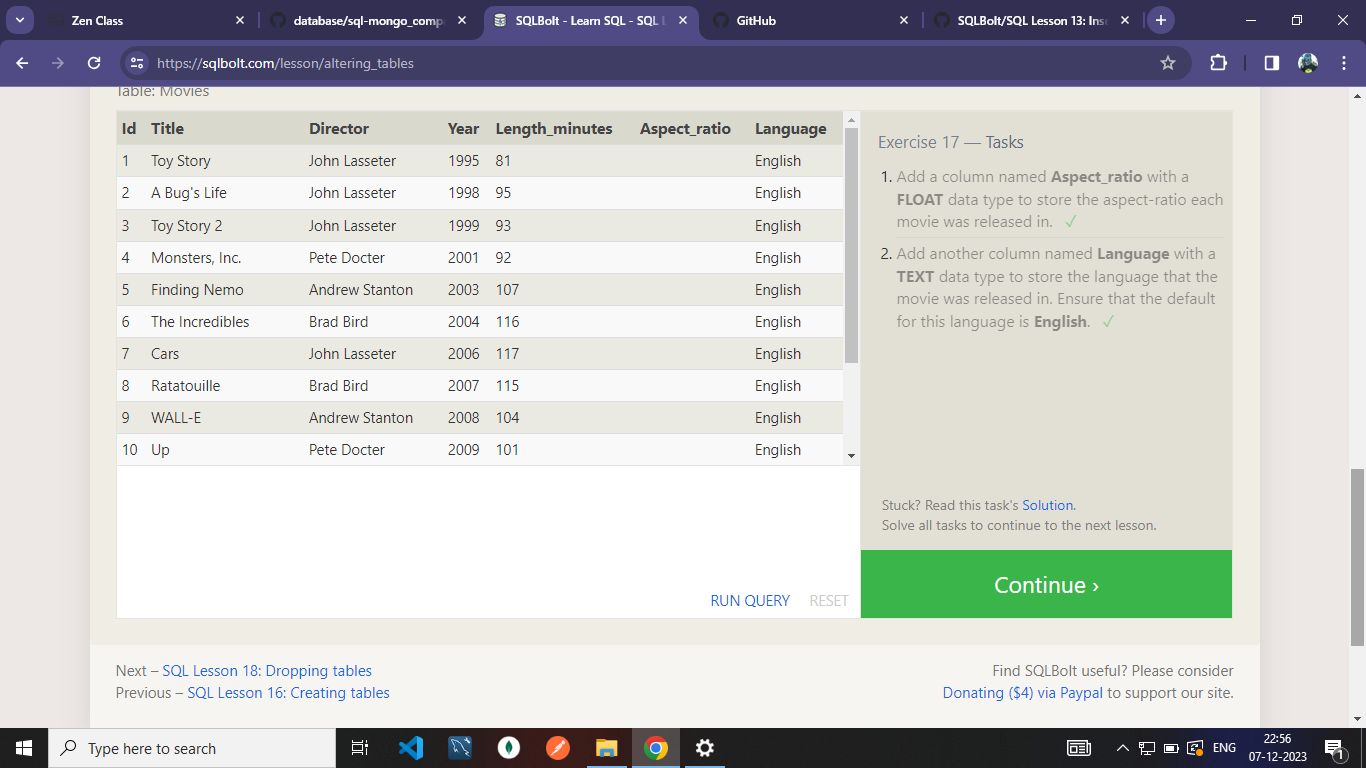 Zen Class
database/sql-mongo_comp
SQLBolt - Learn SQL - SQL L
GitHub
SQLBolt/SQL Lesson 13: Inse
https://sqlbolt.com/lesson/altering_tables
Table: Movies
Id Title Director Year Length_minutes Aspect_ratio Language
1 Toy Story John Lasseter 1995 81 English
2 A Bug's Life John Lasseter 1998 95 English
3 Toy Story 2 John Lasseter 1999 93 English
4 Monsters, Inc. Pete Docter 2001 92 English
5 Finding Nemo Andrew Stanton 2003 107 English
6 The Incredibles Brad Bird 2004 116 English
7 Cars John Lasseter 2006 117 English
8 Ratatouille Brad Bird 2007 115 English
9 WALL-E Andrew Stanton 2008 104 English
10 Up Pete Docter 2009 101 English
RUN QUERY RESET
Exercise 17 — Tasks
1. Add a column named Aspect_ratio with a
FLOAT data type to store the aspect-ratio each
movie was released in. ✓
2. Add another column named Language with a
TEXT data type to store the language that the
movie was released in. Ensure that the default
for this language is English. ✓
Stuck? Read this task's Solution.
Solve all tasks to continue to the next lesson.
Continue ›
Next – SQL Lesson 18: Dropping tables
Previous – SQL Lesson 16: Creating tables
Find SQLBolt useful? Please consider
Donating ($4) via Paypal to support our site.
Type here to search
ENG
22:56
07-12-2023
1